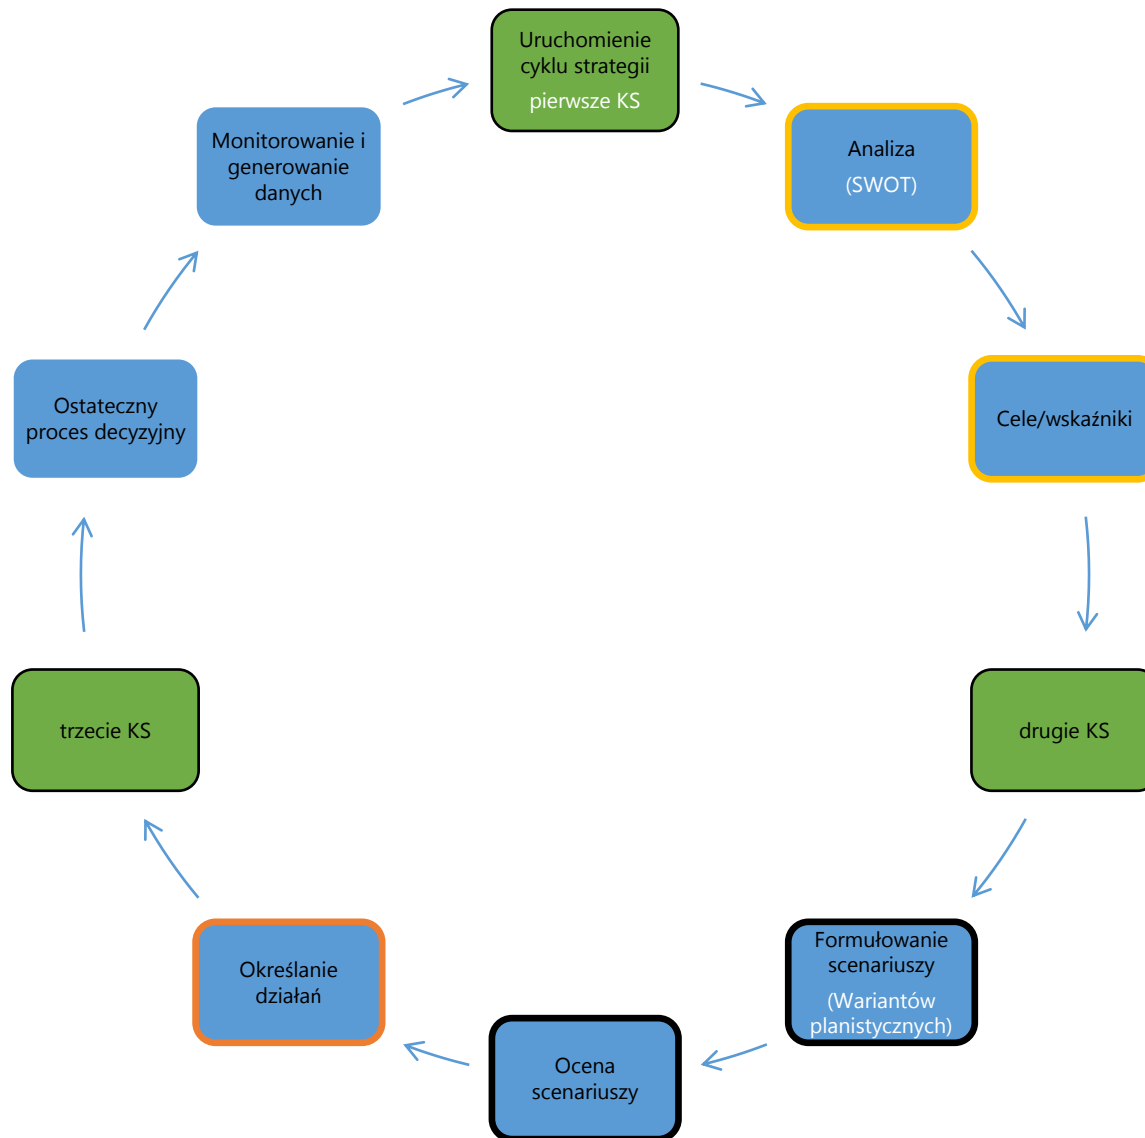 Uruchomienie
cyklu strategii
pierwsze KS
Analiza
(SWOT)
Cele/wskaźniki
drugie KS
Formułowanie
scenariuszy
(Wariantów
planistycznych)
Ocena
scenariuszy
Określanie
działań
trzecie KS
Ostateczny
proces decyzyjny
Monitorowanie i
generowanie
danych